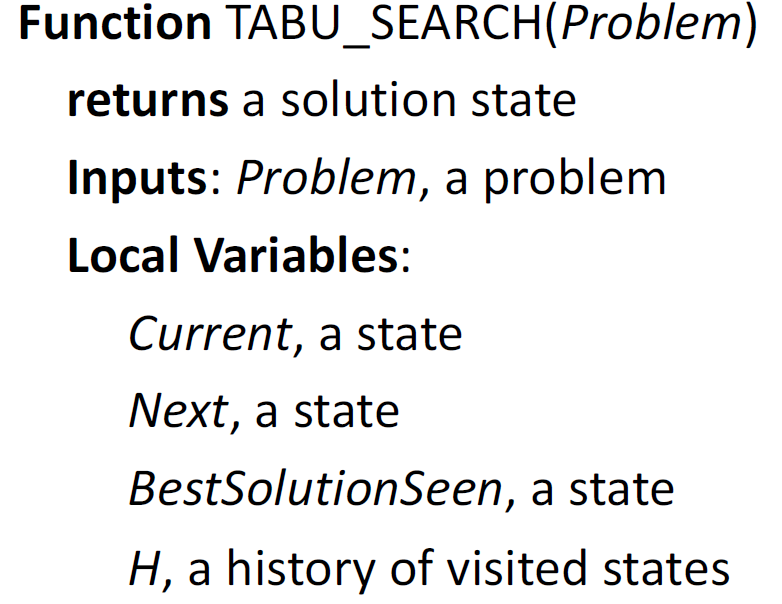 Function TABU_SEARCH(Problem)
returns a solution state
Inputs: Problem, a problem
Local Variables:
Current, a state
Next, a state
BestSolutionSeen, a state
H, a history of visited states